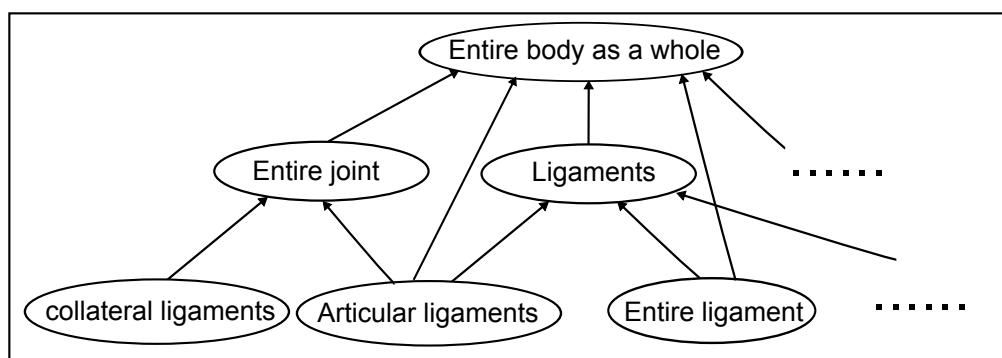 Entire body as a whole
Entire joint
Ligaments
collateral ligaments
Articular ligaments
Entire ligament